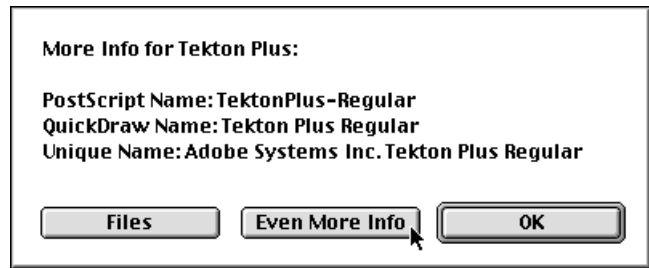 More Info for Tekton Plus:
PostScript Name: TektonPlus-Regular
QuickDraw Name: Tekton Plus Regular
Unique Name: Adobe Systems Inc. Tekton Plus Regular
Files
Even More Info
OK